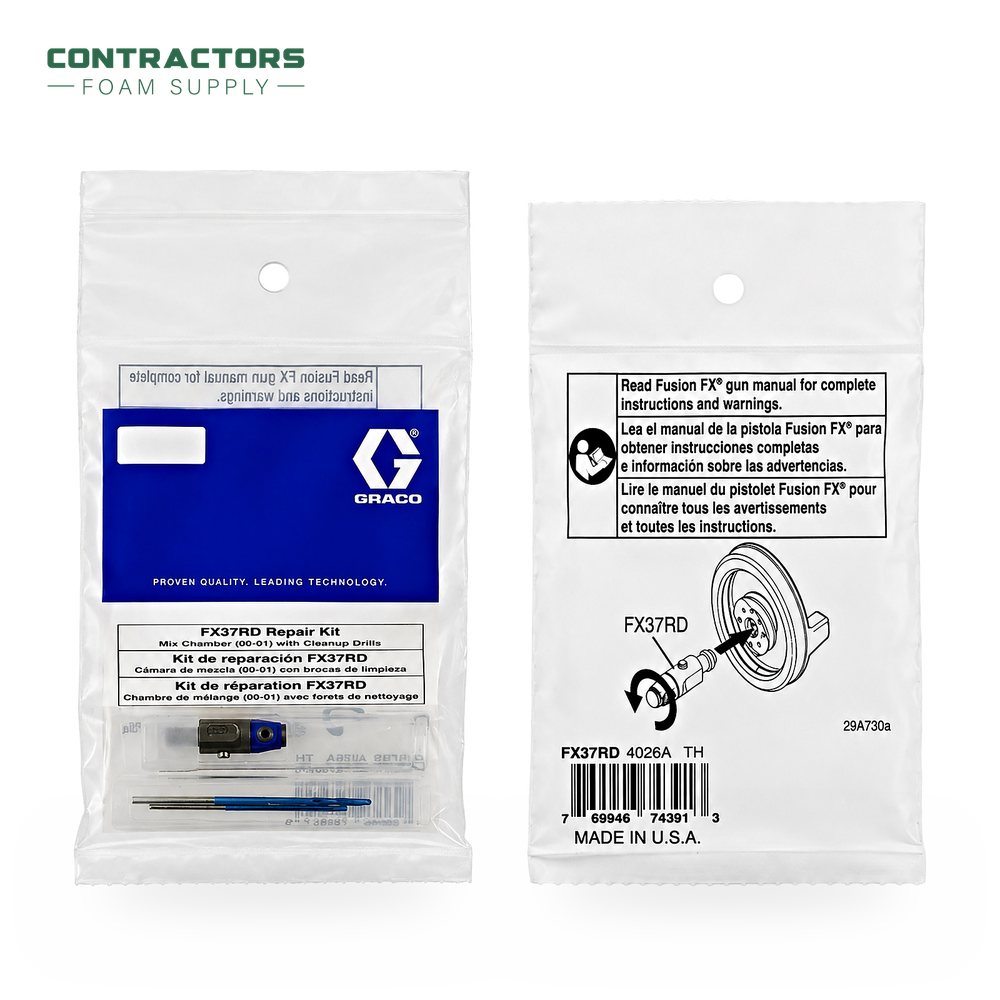 CONTRACTORS
FOAM SUPPLY
Read Fusion FX gun manual for complete
instructions and warnings.
G®
GRACO
PROVEN QUALITY. LEADING TECHNOLOGY.
FX37RD Repair Kit
Mix Chamber (00-01) with Cleanup Drills
Kit de reparación FX37RD
Cámara de mezcla (00-01) con brocas de limpieza
Kit de réparation FX37RD
Chambre de mélange (00-01) avec forets de nettoyage
TH
Read Fusion FX® gun manual for complete
instructions and warnings.
Lea el manual de la pistola Fusion FX® para
obtener instrucciones completas
e información sobre las advertencias.
Lire le manuel du pistolet Fusion FX® pour
connaître tous les avertissements
et toutes les instructions.
FX37RD
29A730a
FX37RD 4026A TH
7 69946 74391 3
MADE IN U.S.A.